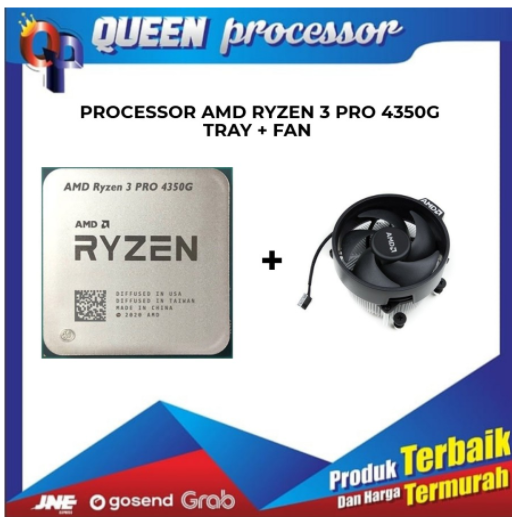 QP
QUEEN processor
PROCESSOR AMD RYZEN 3 PRO 4350G
TRAY + FAN
AMD Ryzen 3 PRO 4350G
AMD
RYZEN
DIFFUSED IN USA
DIFFUSED IN TAIWAN
MADE IN CHINA
© 2020 AMD
+
AMD
AMD
Produk Terbaik
Dan Harga Termurah
JNE
EXPRESS
gosend
Grab